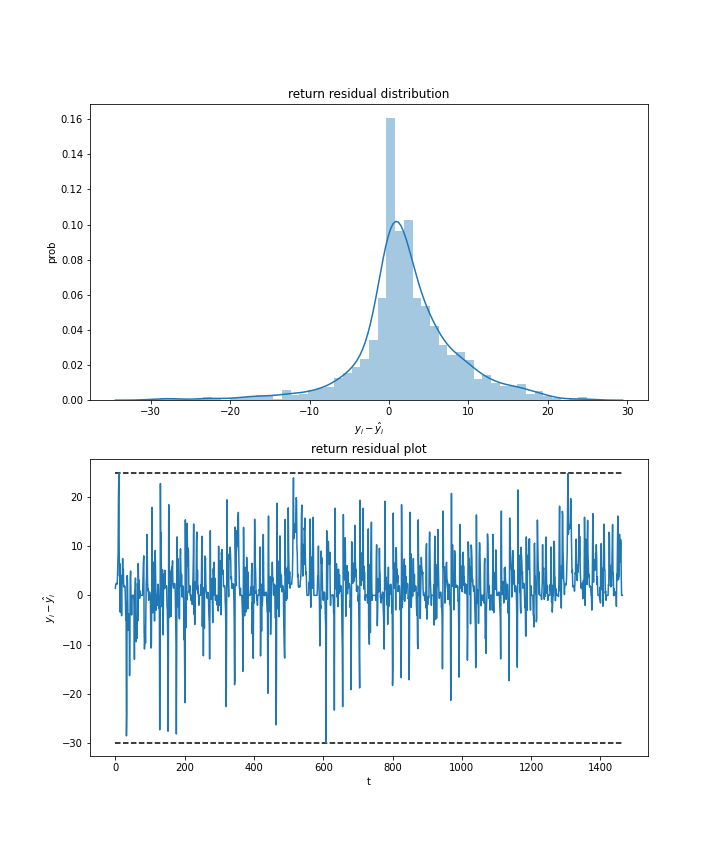 return residual distribution
0.16
0.14
0.12
0.10
0.08
0.06
0.04
0.02
0.00
prob
−30 −20 −10 0 10 20 30
$y_i - \hat{y_i}$
return residual plot
20
10
0
−10
−20
−30
$y_i - \hat{y_i}$
0 200 400 600 800 1000 1200 1400
t